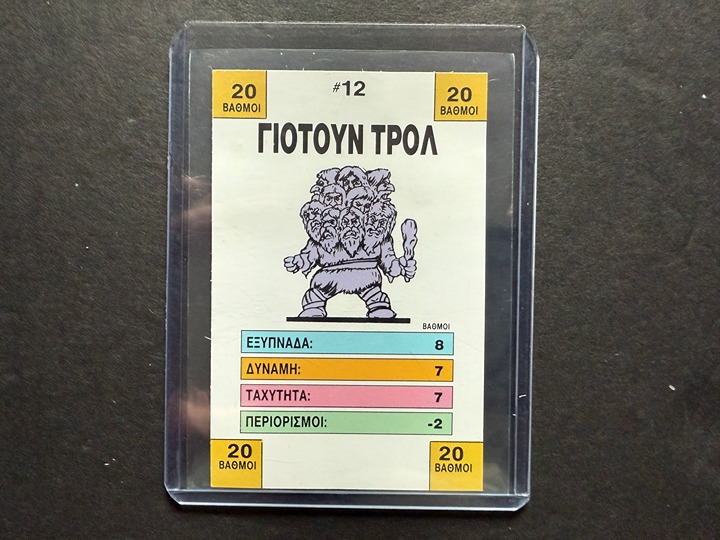 20 #12 20
ΒΑΘΜΟΙ ΒΑΘΜΟΙ
ΓΙΟΤΟΥΝ ΤΡΟΛ
ΒΑΘΜΟΙ
ΕΞΥΠΝΑΔΑ: 8
ΔΥΝΑΜΗ: 7
ΤΑΧΥΤΗΤΑ: 7
ΠΕΡΙΟΡΙΣΜΟΙ: -2
20 20
ΒΑΘΜΟΙ ΒΑΘΜΟΙ